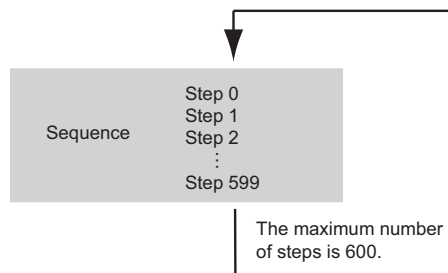 Step 0
Step 1
Sequence
Step 2
⋮
Step 599
The maximum number
of steps is 600.